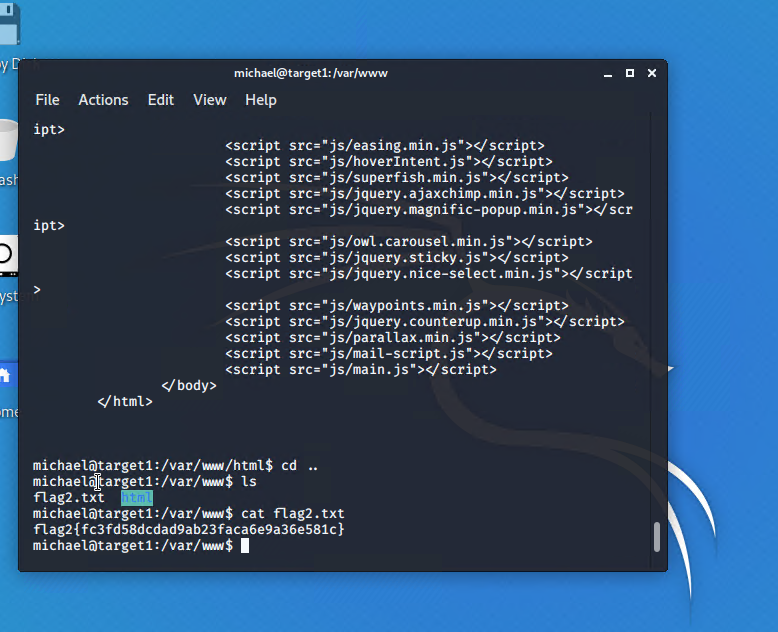 michael@target1:/var/www
File Actions Edit View Help
ipt>
<script src="js/easing.min.js"></script>
<script src="js/hoverIntent.js"></script>
<script src="js/superfish.min.js"></script>
<script src="js/jquery.ajaxchimp.min.js"></script>
<script src="js/jquery.magnific-popup.min.js"></scr
ipt>
<script src="js/owl.carousel.min.js"></script>
<script src="js/jquery.sticky.js"></script>
<script src="js/jquery.nice-select.min.js"></script
>
<script src="js/waypoints.min.js"></script>
<script src="js/jquery.counterup.min.js"></script>
<script src="js/parallax.min.js"></script>
<script src="js/mail-script.js"></script>
<script src="js/main.js"></script>
</body>
</html>
michael@target1:/var/www/html$ cd ..
michael@target1:/var/www$ ls
flag2.txt html
michael@target1:/var/www$ cat flag2.txt
flag2{fc3fd58dcdad9ab23faca6e9a36e581c}
michael@target1:/var/www$